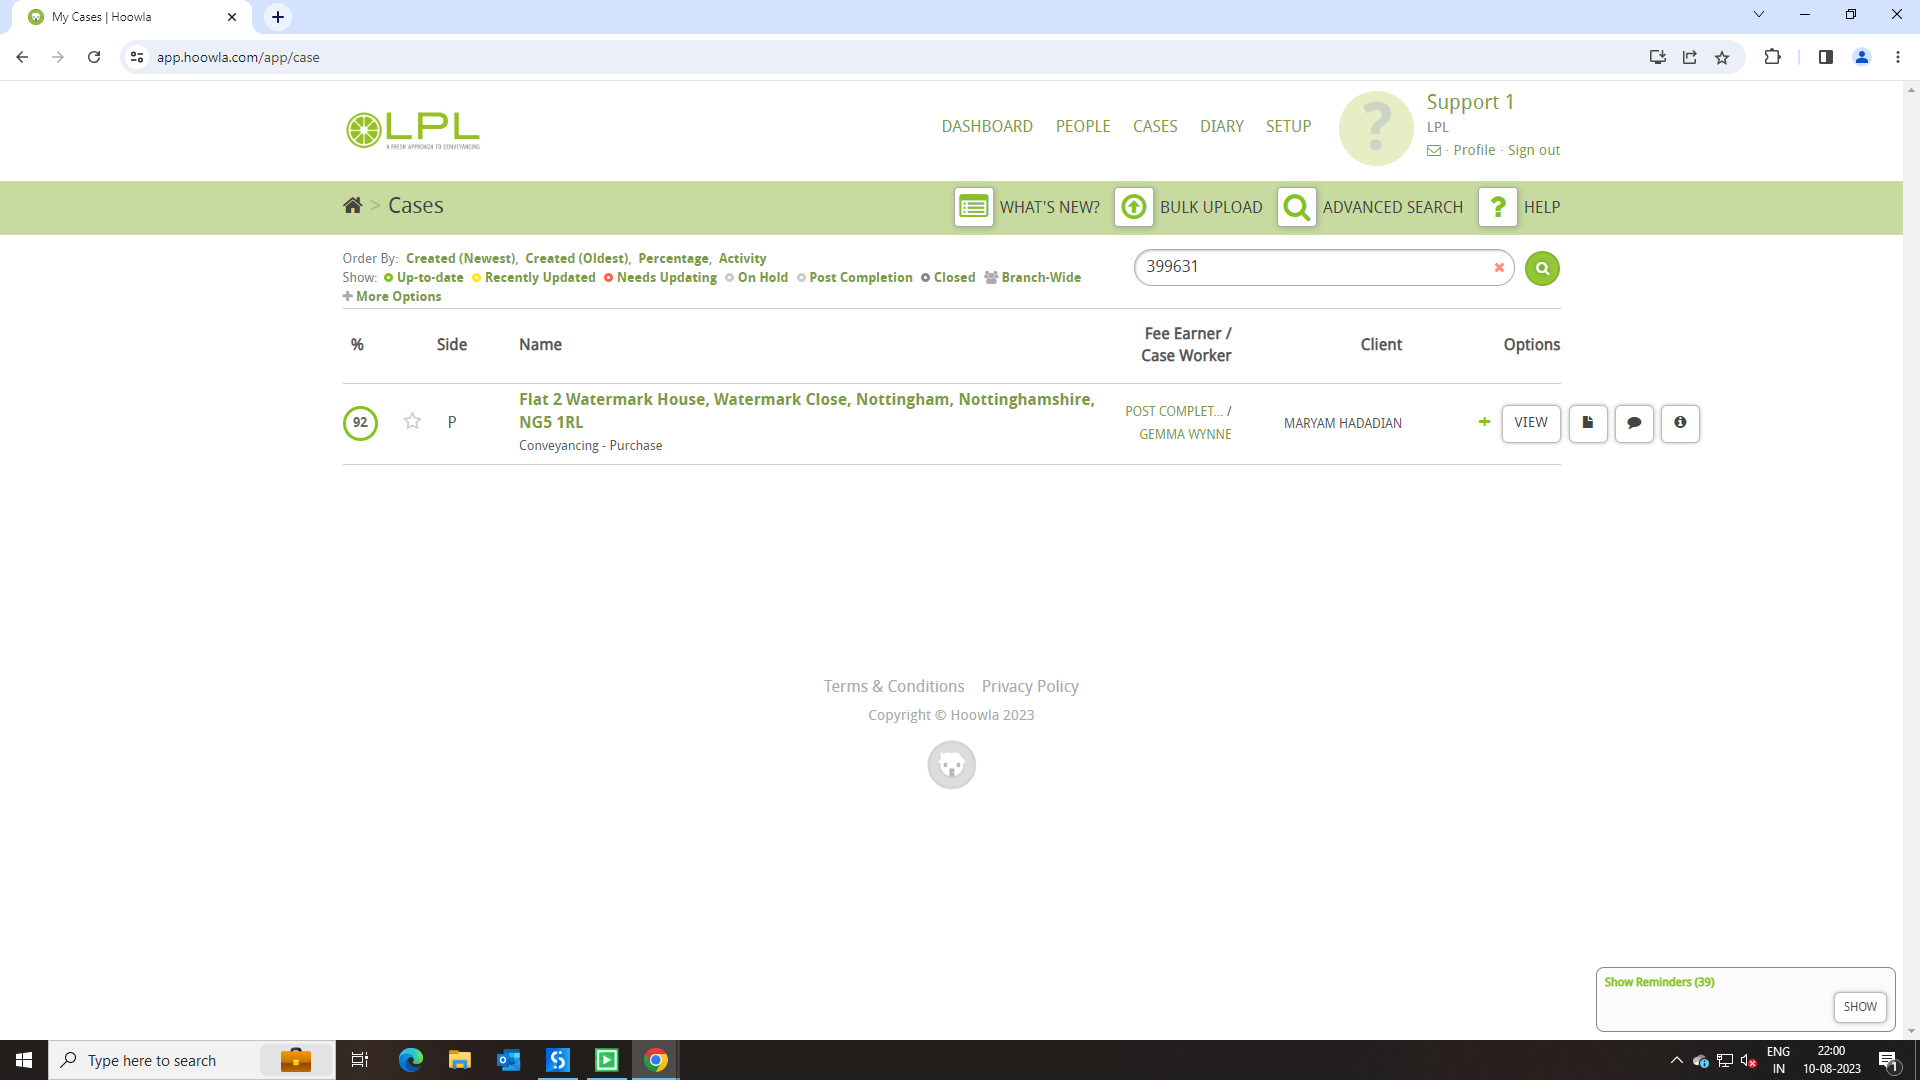 My Cases | Hoowla
app.hoowla.com/app/case
LPL
A FRESH APPROACH TO CONVEYANCING
DASHBOARD PEOPLE CASES DIARY SETUP
?
Support 1
LPL
· Profile · Sign out
> Cases
WHAT'S NEW? BULK UPLOAD ADVANCED SEARCH ? HELP
Order By: Created (Newest), Created (Oldest), Percentage, Activity
Show: Up-to-date Recently Updated Needs Updating On Hold Post Completion Closed Branch-Wide
More Options
399631
% Side Name Fee Earner / Case Worker Client Options
92 P Flat 2 Watermark House, Watermark Close, Nottingham, Nottinghamshire,
NG5 1RL
Conveyancing - Purchase
POST COMPLET... /
GEMMA WYNNE
MARYAM HADADIAN
VIEW
Terms & Conditions Privacy Policy
Copyright © Hoowla 2023
Show Reminders (39)
SHOW
Type here to search
ENG
IN
22:00
10-08-2023
1